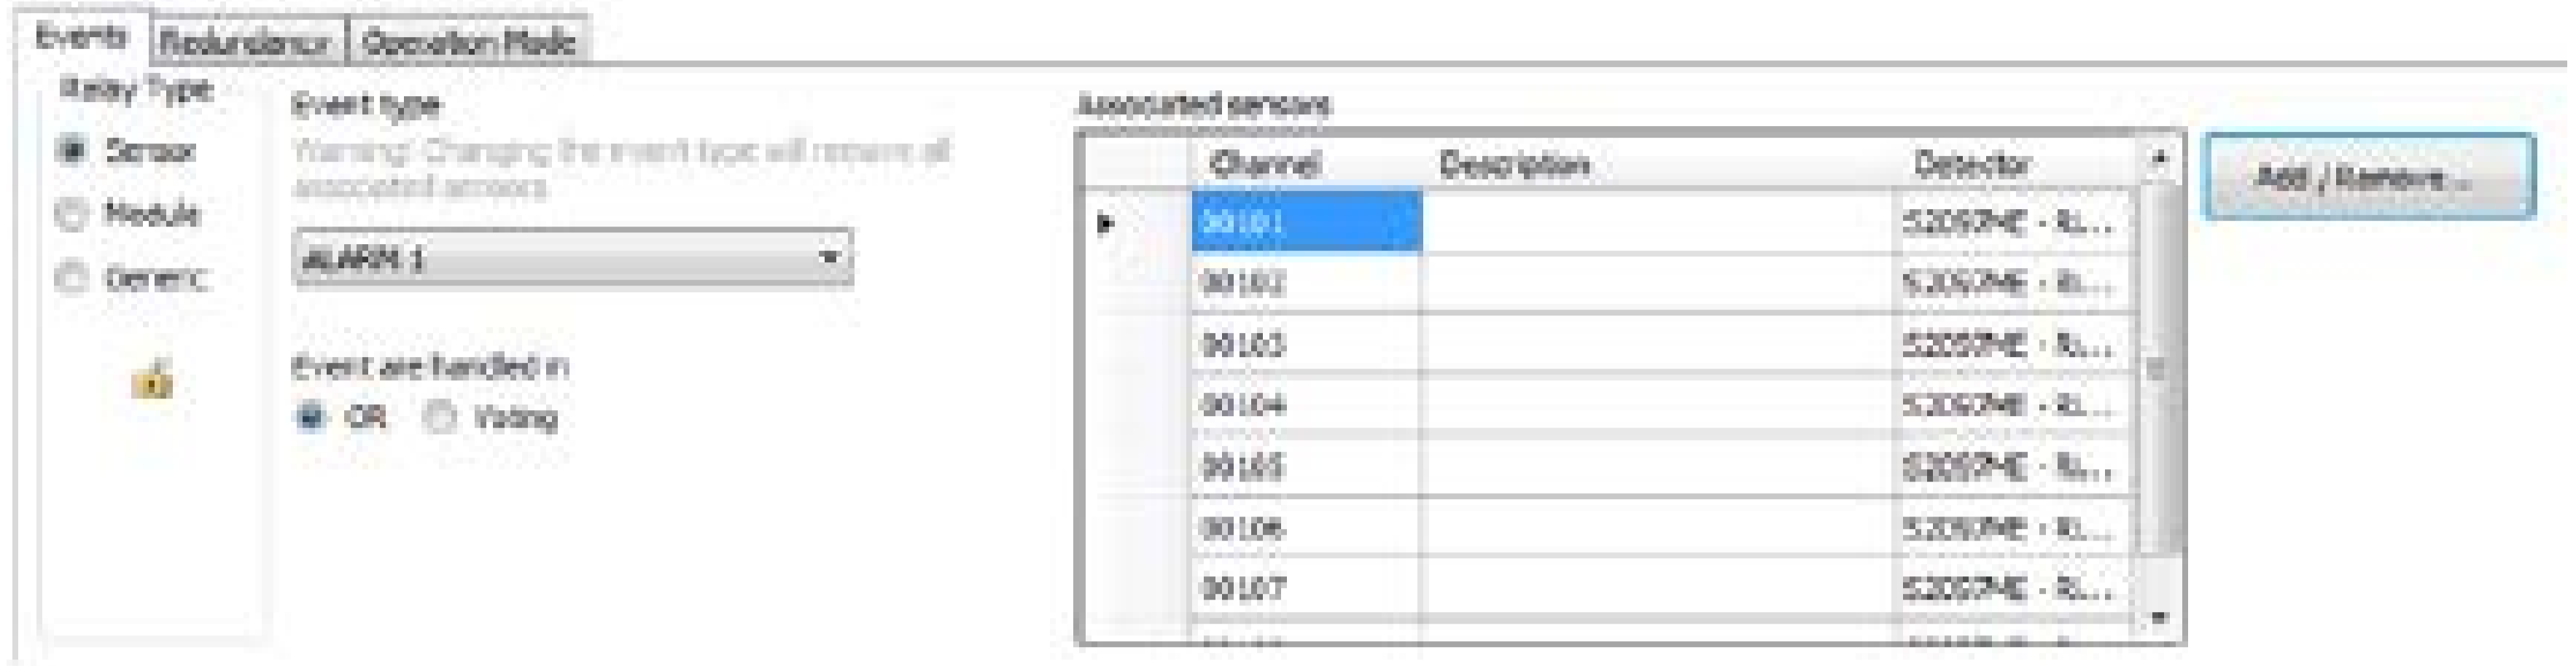 Events Redundancy Operation Mode
Relay Type
Sensor
Module
Generic
Event type
Warning: Changing the event type will remove all
associated sensors
ALARM 1
Event are handled in
OR Voting
Associated sensors
Channel Description Detector
00101
00102
00103
00104
00105
00106
00107
Add / Remove...